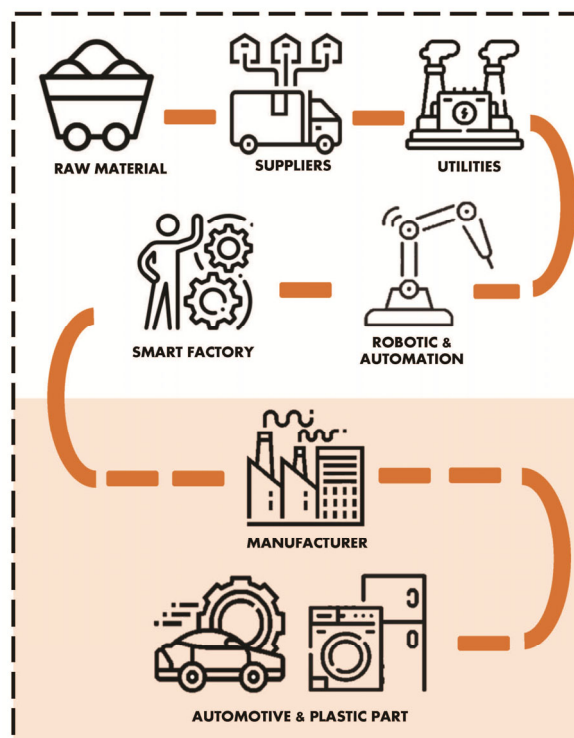 RAW MATERIAL
SUPPLIERS
UTILITIES
SMART FACTORY
ROBOTIC &
AUTOMATION
MANUFACTURER
AUTOMOTIVE & PLASTIC PART